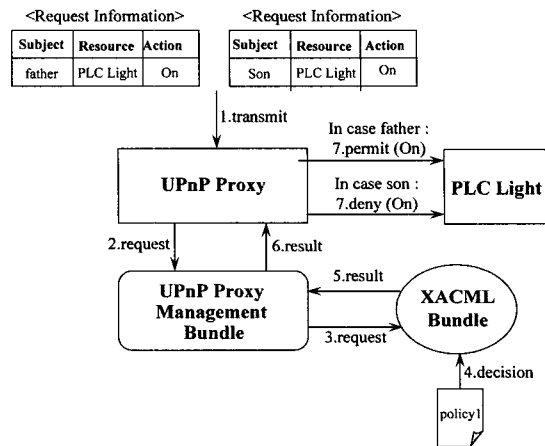 <Request Information>
Subject Resource Action
father PLC Light On
<Request Information>
Subject Resource Action
Son PLC Light On
1.transmit
UPnP Proxy
In case father :
7.permit (On)
In case son :
7.deny (On)
PLC Light
2.request
6.result
UPnP Proxy
Management
Bundle
5.result
3.request
XACML
Bundle
4.decision
policy1